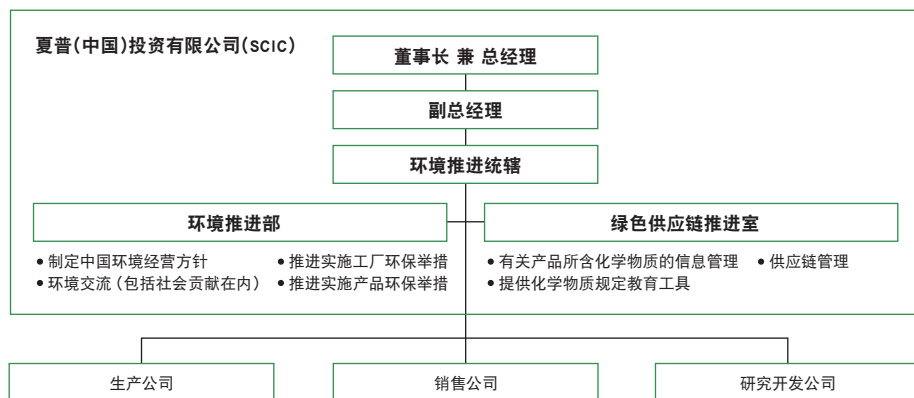 夏普(中国)投资有限公司(SCIC)
董事长 兼 总经理
副总经理
环境推进统辖
环境推进部
• 制定中国环境经营方针 • 推进实施工厂环保举措
• 环境交流(包括社会贡献在内) • 推进实施产品环保举措
绿色供应链推进室
• 有关产品所含化学物质的信息管理 • 供应链管理
• 提供化学物质规定教育工具
生产公司
销售公司
研究开发公司